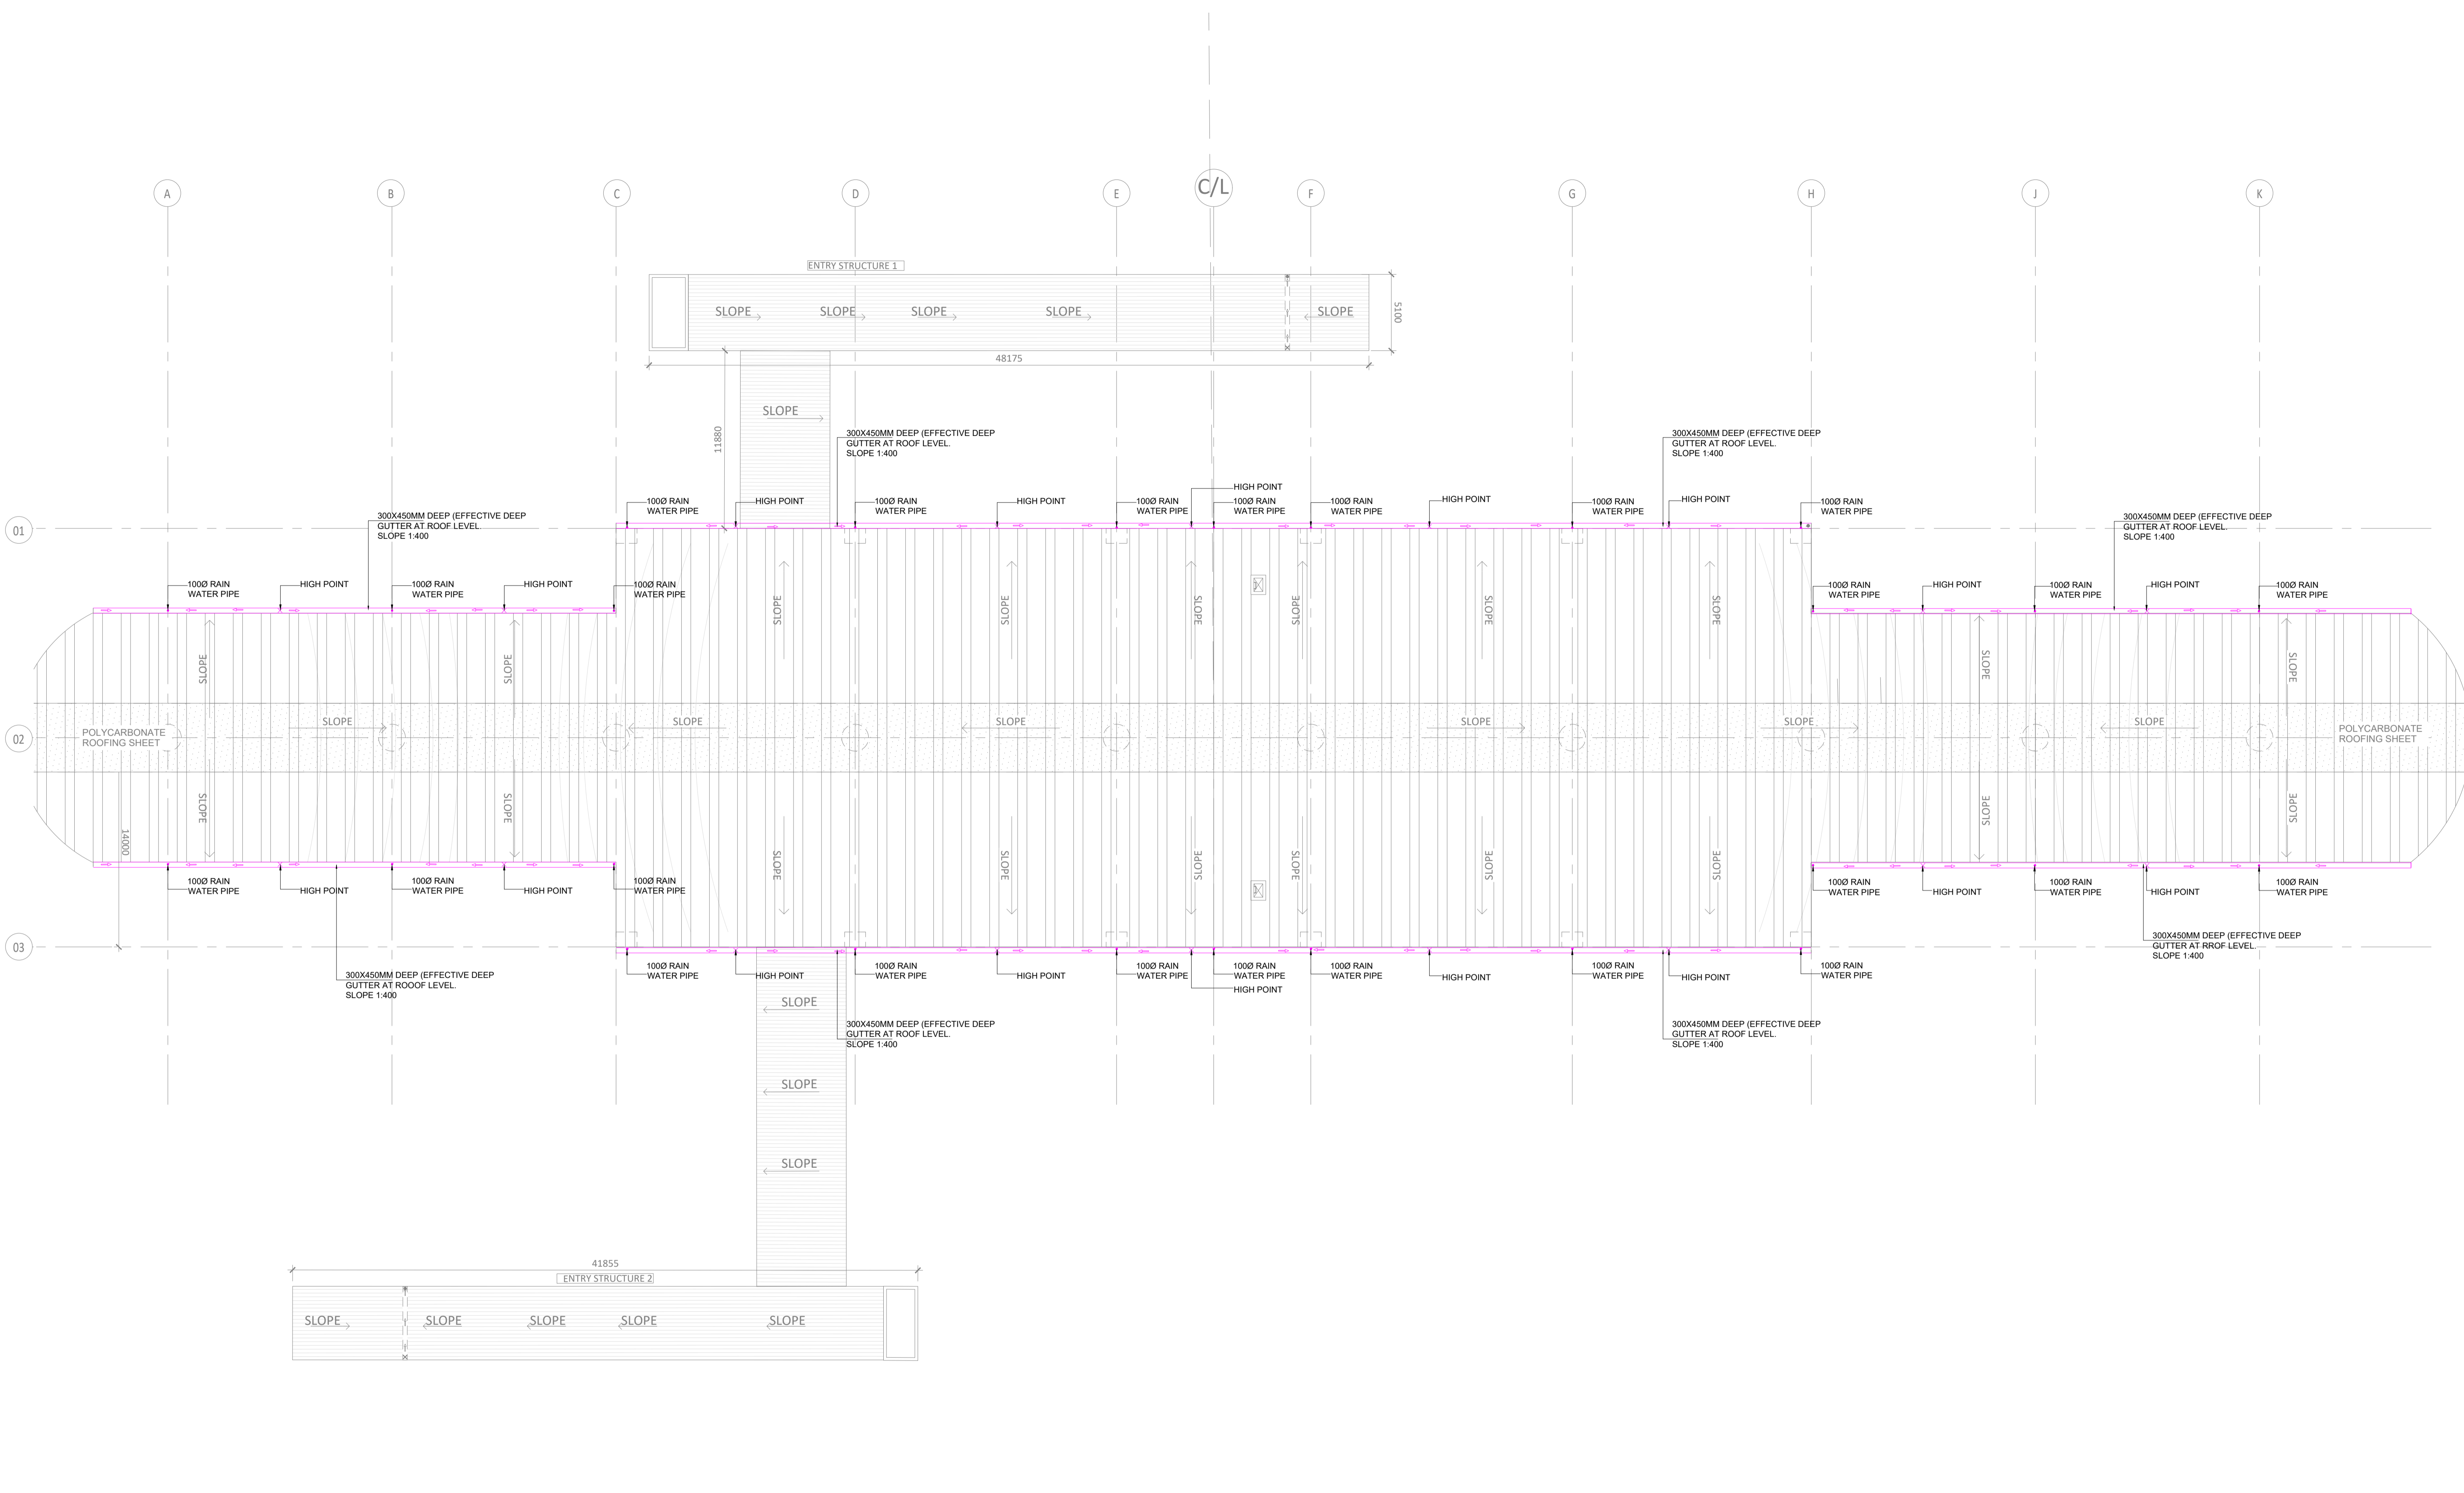 A
B
C
D
E
C/L
F
G
H
J
K
ENTRY STRUCTURE 1
SLOPE
SLOPE
SLOPE
SLOPE
SLOPE
5100
48175
SLOPE
11880
300X450MM DEEP (EFFECTIVE DEEP
GUTTER AT ROOF LEVEL.
SLOPE 1:400
300X450MM DEEP (EFFECTIVE DEEP
GUTTER AT ROOF LEVEL.
SLOPE 1:400
100Ø RAIN
WATER PIPE
HIGH POINT
100Ø RAIN
WATER PIPE
HIGH POINT
100Ø RAIN
WATER PIPE
HIGH POINT
100Ø RAIN
WATER PIPE
100Ø RAIN
WATER PIPE
HIGH POINT
100Ø RAIN
WATER PIPE
HIGH POINT
100Ø RAIN
WATER PIPE
01
300X450MM DEEP (EFFECTIVE DEEP
GUTTER AT ROOF LEVEL.
SLOPE 1:400
300X450MM DEEP (EFFECTIVE DEEP
GUTTER AT ROOF LEVEL.
SLOPE 1:400
100Ø RAIN
WATER PIPE
HIGH POINT
100Ø RAIN
WATER PIPE
HIGH POINT
100Ø RAIN
WATER PIPE
100Ø RAIN
WATER PIPE
HIGH POINT
100Ø RAIN
WATER PIPE
HIGH POINT
100Ø RAIN
WATER PIPE
SLOPE
SLOPE
SLOPE
SLOPE
SLOPE
SLOPE
SLOPE
SLOPE
SLOPE
SLOPE
02
POLYCARBONATE
ROOFING SHEET
SLOPE
SLOPE
SLOPE
SLOPE
SLOPE
SLOPE
POLYCARBONATE
ROOFING SHEET
SLOPE
SLOPE
SLOPE
SLOPE
SLOPE
SLOPE
SLOPE
SLOPE
SLOPE
SLOPE
14000
100Ø RAIN
WATER PIPE
HIGH POINT
100Ø RAIN
WATER PIPE
HIGH POINT
100Ø RAIN
WATER PIPE
100Ø RAIN
WATER PIPE
HIGH POINT
100Ø RAIN
WATER PIPE
HIGH POINT
100Ø RAIN
WATER PIPE
03
300X450MM DEEP (EFFECTIVE DEEP
GUTTER AT ROOOF LEVEL.
SLOPE 1:400
300X450MM DEEP (EFFECTIVE DEEP
GUTTER AT RROF LEVEL.
SLOPE 1:400
100Ø RAIN
WATER PIPE
HIGH POINT
100Ø RAIN
WATER PIPE
HIGH POINT
100Ø RAIN
WATER PIPE
HIGH POINT
100Ø RAIN
WATER PIPE
100Ø RAIN
WATER PIPE
HIGH POINT
100Ø RAIN
WATER PIPE
HIGH POINT
100Ø RAIN
WATER PIPE
SLOPE
300X450MM DEEP (EFFECTIVE DEEP
GUTTER AT ROOF LEVEL.
SLOPE 1:400
300X450MM DEEP (EFFECTIVE DEEP
GUTTER AT ROOF LEVEL.
SLOPE 1:400
SLOPE
SLOPE
41855
ENTRY STRUCTURE 2
SLOPE
SLOPE
SLOPE
SLOPE
SLOPE